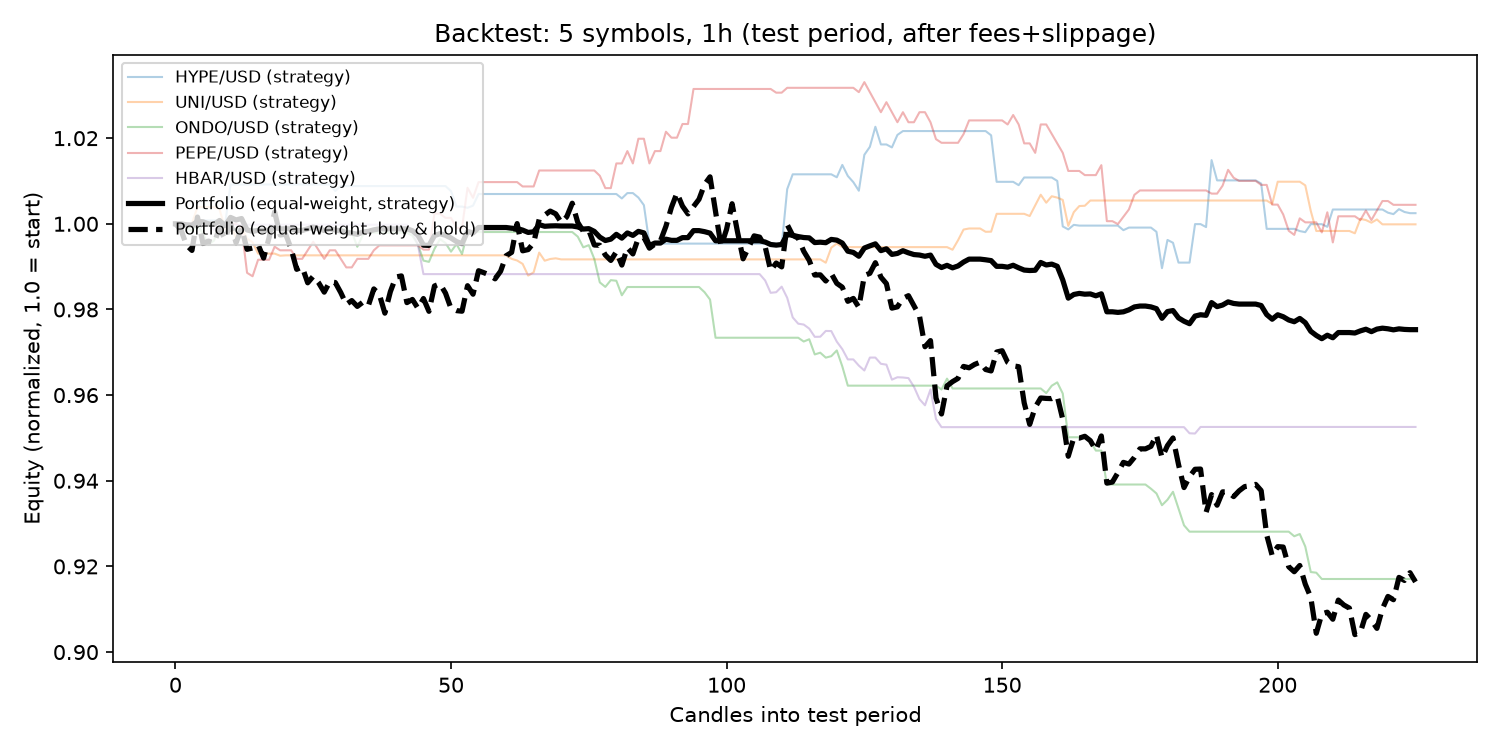 Backtest: 5 symbols, 1h (test period, after fees+slippage)
HYPE/USD (strategy)
UNI/USD (strategy)
ONDO/USD (strategy)
PEPE/USD (strategy)
HBAR/USD (strategy)
Portfolio (equal-weight, strategy)
Portfolio (equal-weight, buy & hold)
Equity (normalized, 1.0 = start)
1.02
1.00
0.98
0.96
0.94
0.92
0.90
0
50
100
150
200
Candles into test period